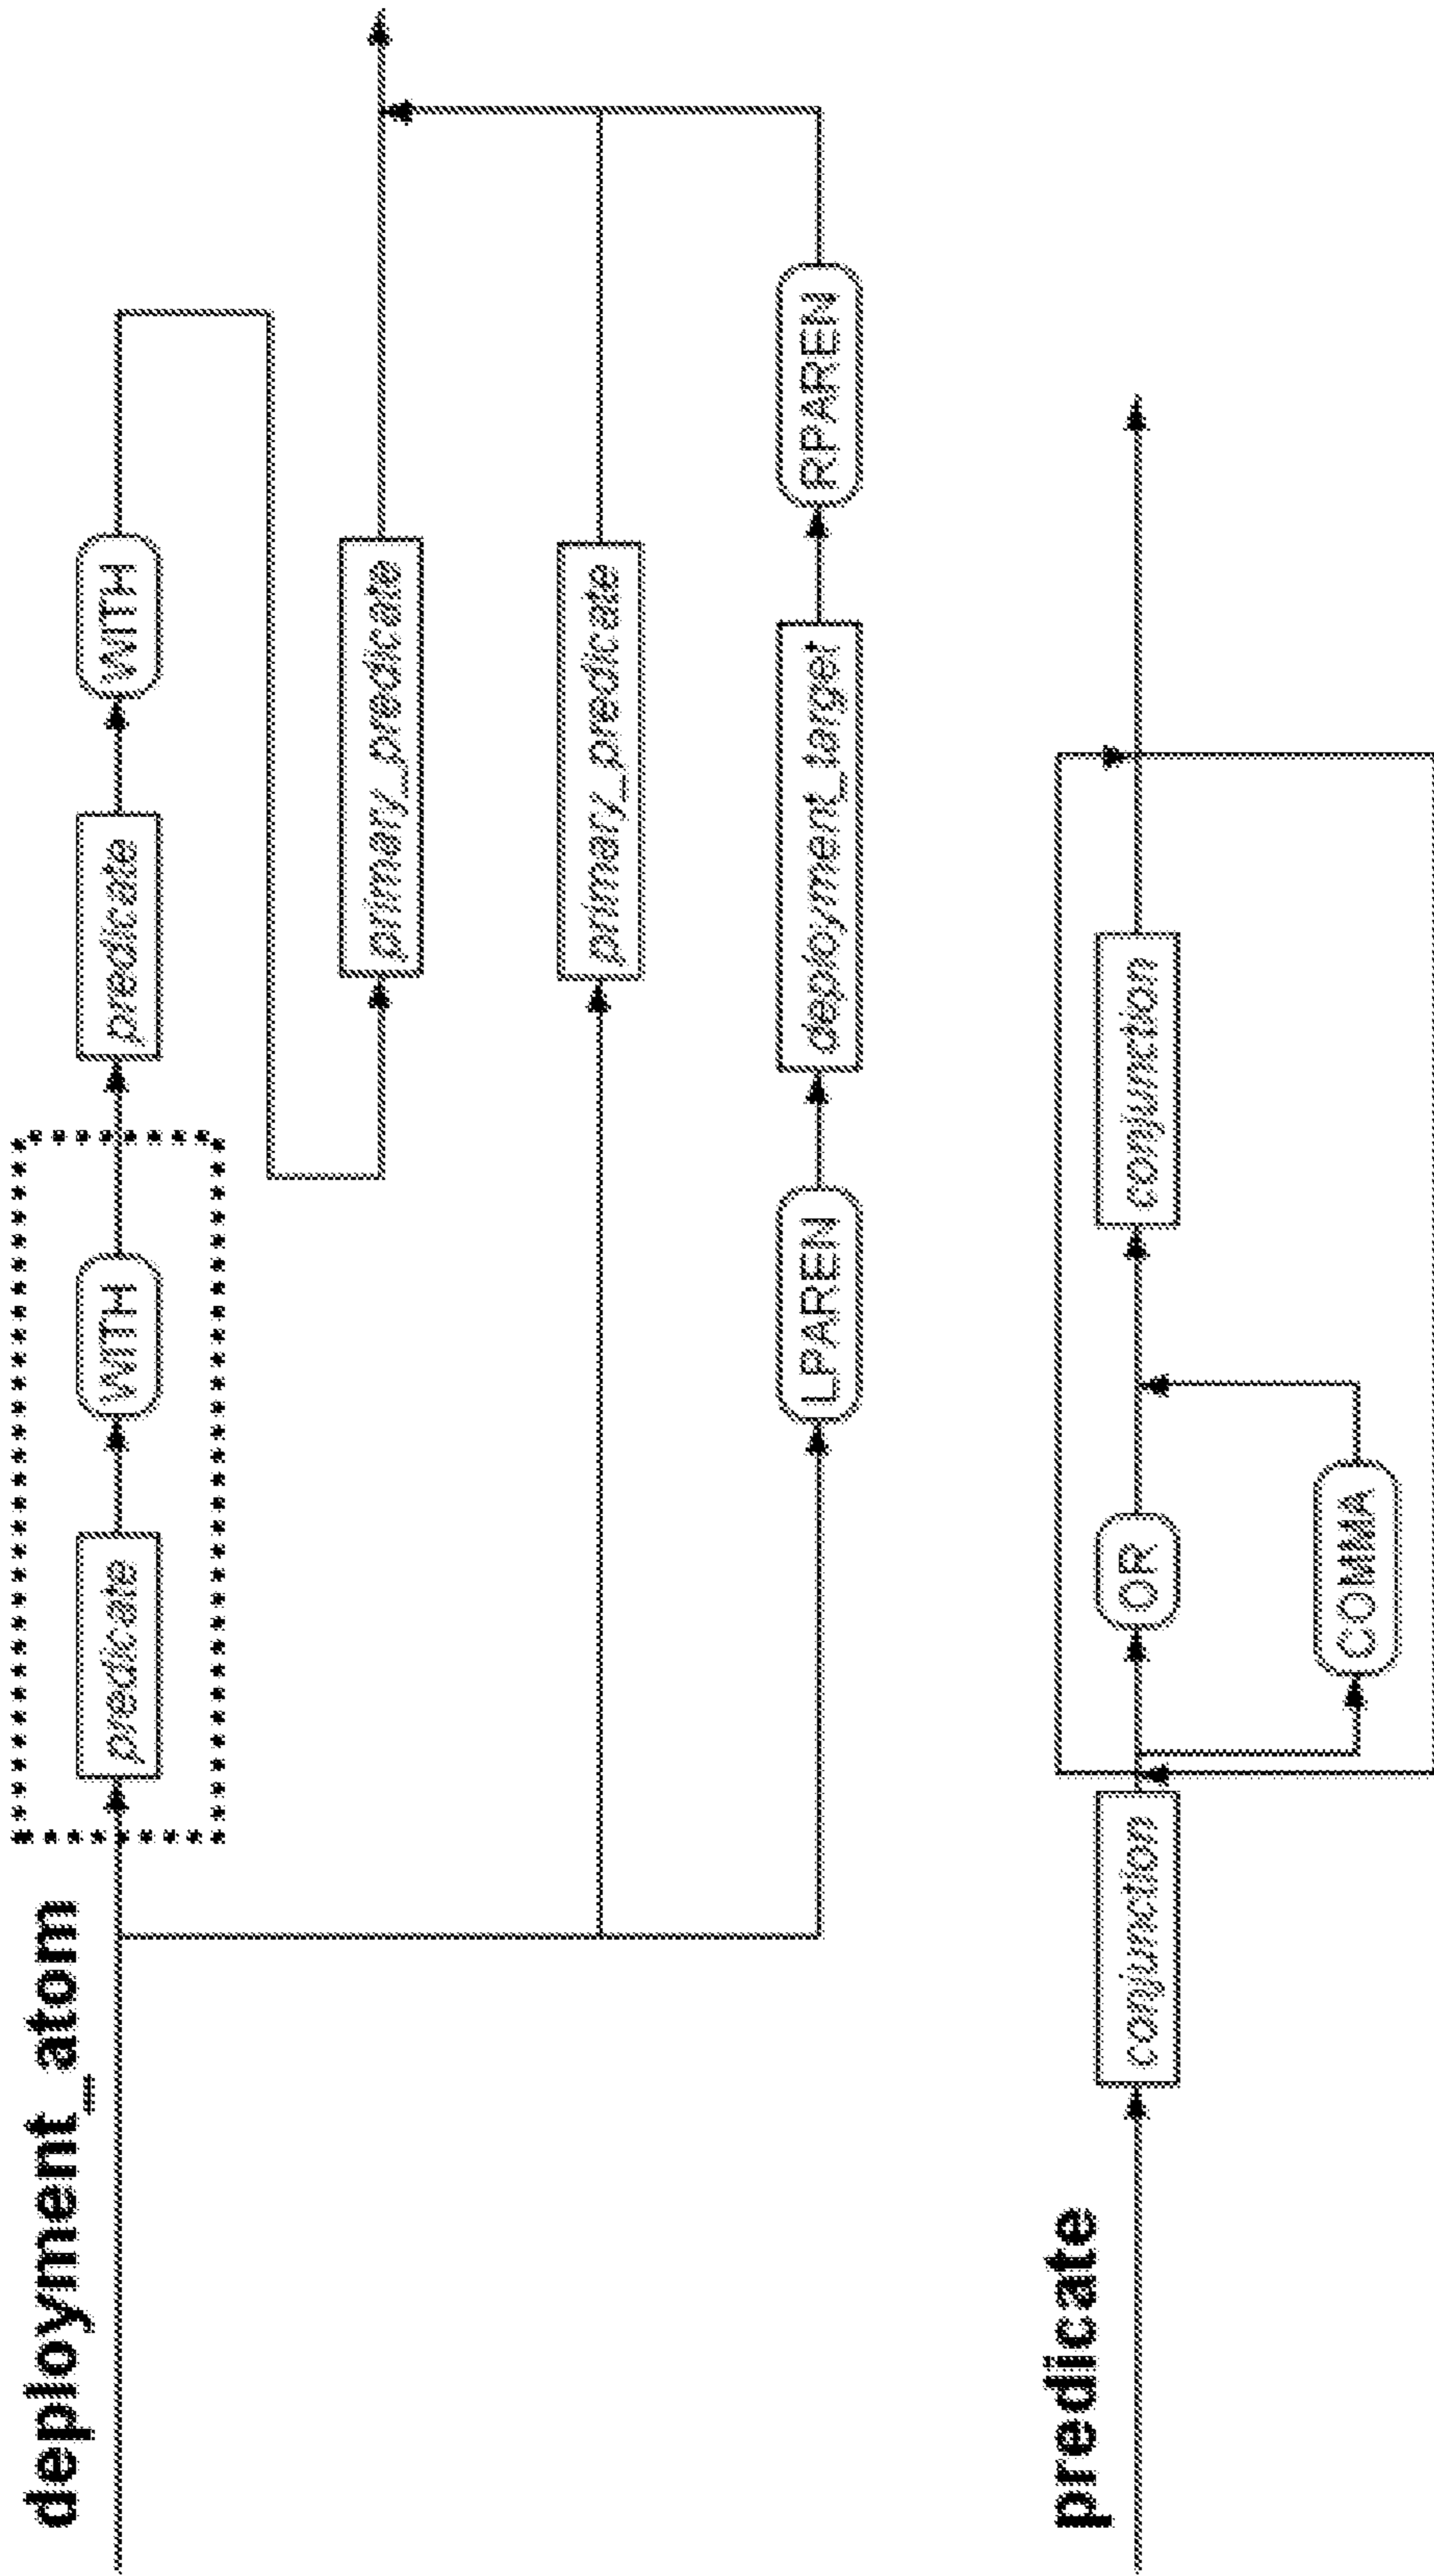 deployment_atom
predicate
WITH
predicate
WITH
primary_predicate
primary_predicate
LPAREN
deployment_target
RPAREN
predicate
conjunction
OR
conjunction
COMMA